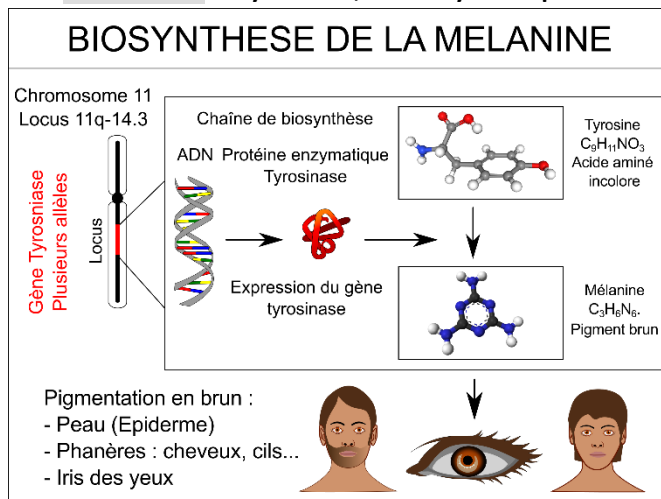 BIOSYNTHESE DE LA MELANINE
Chromosome 11
Locus 11q-14.3
Gène Tyrosniase
Plusieurs allèles
Locus
Chaîne de biosynthèse
ADN
Protéine enzymatique
Tyrosinase
Expression du gène
tyrosinase
Tyrosine
C₉H₁₁NO₃
Acide aminé
incolore
Mélanine
C₃H₆N₆.
Pigment brun
Pigmentation en brun :
- Peau (Epiderme)
- Phanères : cheveux, cils...
- Iris des yeux